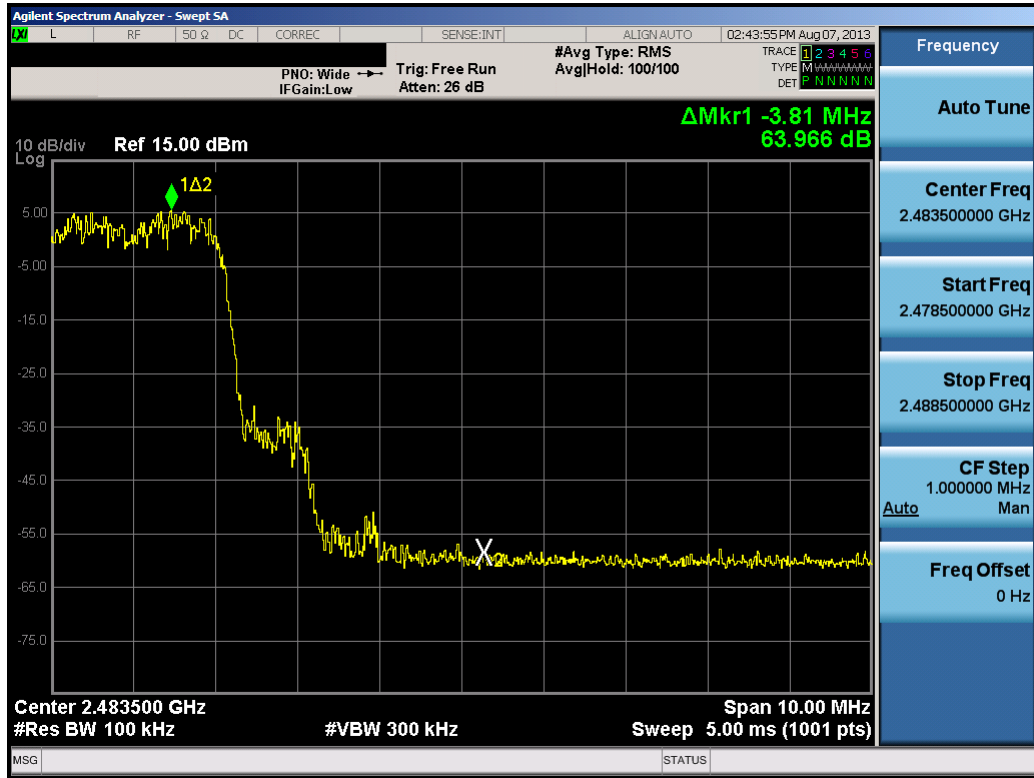 Agilent Spectrum Analyzer - Swept SA
LXI L RF 50 Ω DC CORREC SENSE:INT ALIGN AUTO 02:43:55 PM Aug 07, 2013
PNO: Wide
IFGain:Low
Trig: Free Run
Atten: 26 dB
#Avg Type: RMS
Avg|Hold: 100/100
TRACE 1 2 3 4 5 6
TYPE M WWWWW
DET P N N N N N
ΔMkr1 -3.81 MHz
63.966 dB
10 dB/div Ref 15.00 dBm
Log
1Δ2
5.00
-5.00
-15.0
-25.0
-35.0
-45.0
-55.0
-65.0
-75.0
X2
Center 2.483500 GHz Span 10.00 MHz
#Res BW 100 kHz #VBW 300 kHz Sweep 5.00 ms (1001 pts)
MSG STATUS
Frequency
Auto Tune
Center Freq
2.483500000 GHz
Start Freq
2.478500000 GHz
Stop Freq
2.488500000 GHz
CF Step
1.000000 MHz
Auto Man
Freq Offset
0 Hz